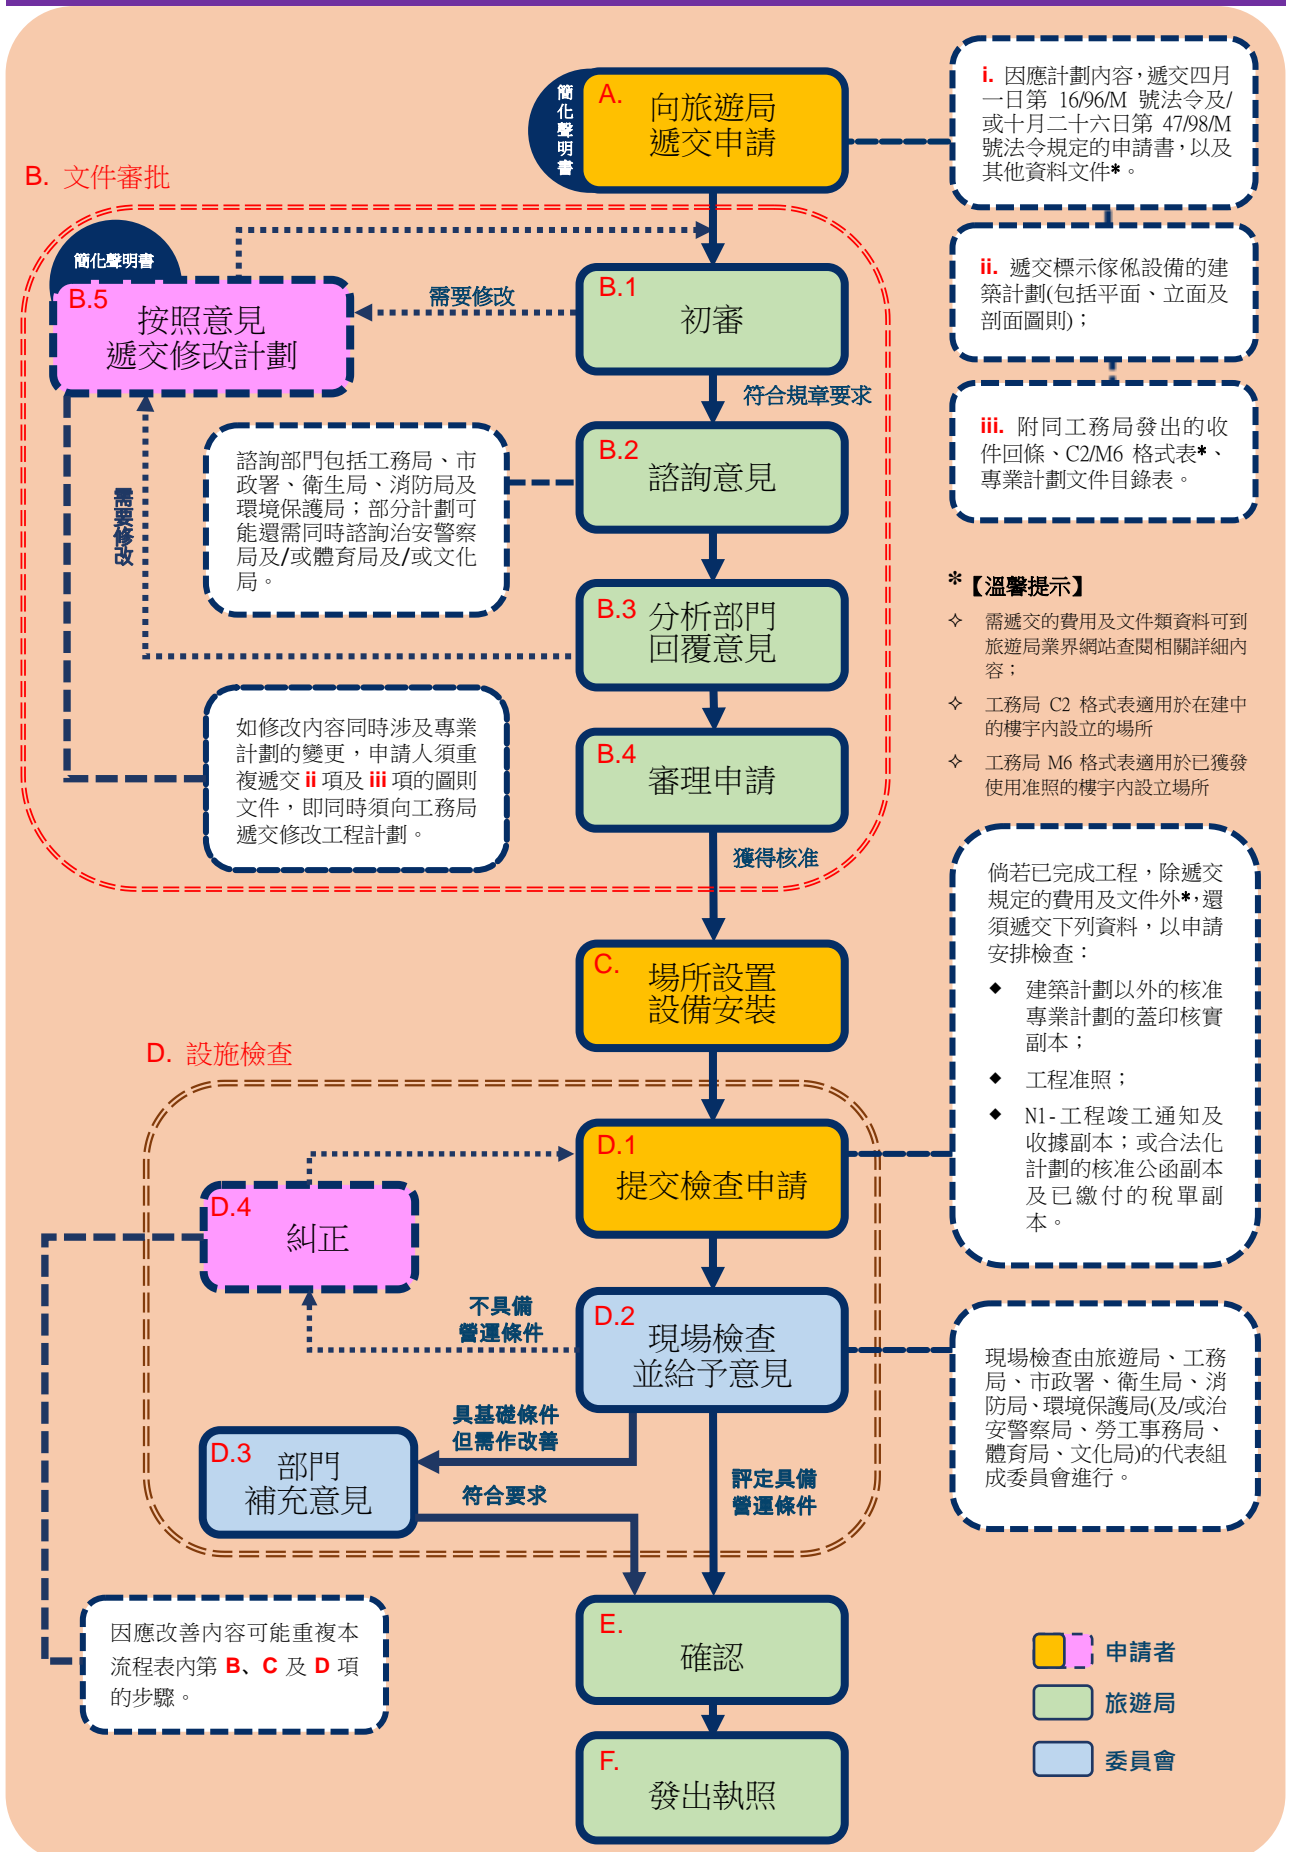 簡化聲明書
A.
向旅遊局
遞交申請
i. 因應計劃內容，遞交四月
一日第 16/96/M 號法令及/
或十月二十六日第 47/98/M
號法令規定的申請書，以及
其他資料文件*。
B. 文件審批
簡化聲明書
B.5
按照意見
遞交修改計劃
需要修改
B.1
初審
ii. 遞交標示傢俬設備的建
築計劃(包括平面、立面及
剖面圖則)；
符合規章要求
iii. 附同工務局發出的收
件回條、C2/M6 格式表*、
專業計劃文件目錄表。
需要修改
諮詢部門包括工務局、市
政署、衛生局、消防局及
環境保護局；部分計劃可
能還需同時諮詢治安警察
局及/或體育局及/或文化
局。
B.2
諮詢意見
B.3
分析部門
回覆意見
*【溫馨提示】
✧ 需遞交的費用及文件類資料可到
旅遊局業界網站查閱相關詳細內
容；
✧ 工務局 C2 格式表適用於在建中
的樓宇內設立的場所
✧ 工務局 M6 格式表適用於已獲發
使用准照的樓宇內設立場所
如修改內容同時涉及專業
計劃的變更，申請人須重
複遞交 ii 項及 iii 項的圖則
文件，即同時須向工務局
遞交修改工程計劃。
B.4
審理申請
獲得核准
倘若已完成工程，除遞交
規定的費用及文件外*，還
須遞交下列資料，以申請
安排檢查：
◆ 建築計劃以外的核准
專業計劃的蓋印核實
副本；
◆ 工程准照；
◆ N1-工程竣工通知及
收據副本；或合法化
計劃的核准公函副本
及已繳付的稅單副
本。
C.
場所設置
設備安裝
D. 設施檢查
D.1
提交檢查申請
D.4
糾正
不具備
營運條件
D.2
現場檢查
並給予意見
現場檢查由旅遊局、工務
局、市政署、衛生局、消
防局、環境保護局(及/或治
安警察局、勞工事務局、
體育局、文化局)的代表組
成委員會進行。
具基礎條件
但需作改善
D.3
部門
補充意見
符合要求
評定具備
營運條件
因應改善內容可能重複本
流程表內第 B、C 及 D 項
的步驟。
E.
確認
F.
發出執照
申請者
旅遊局
委員會